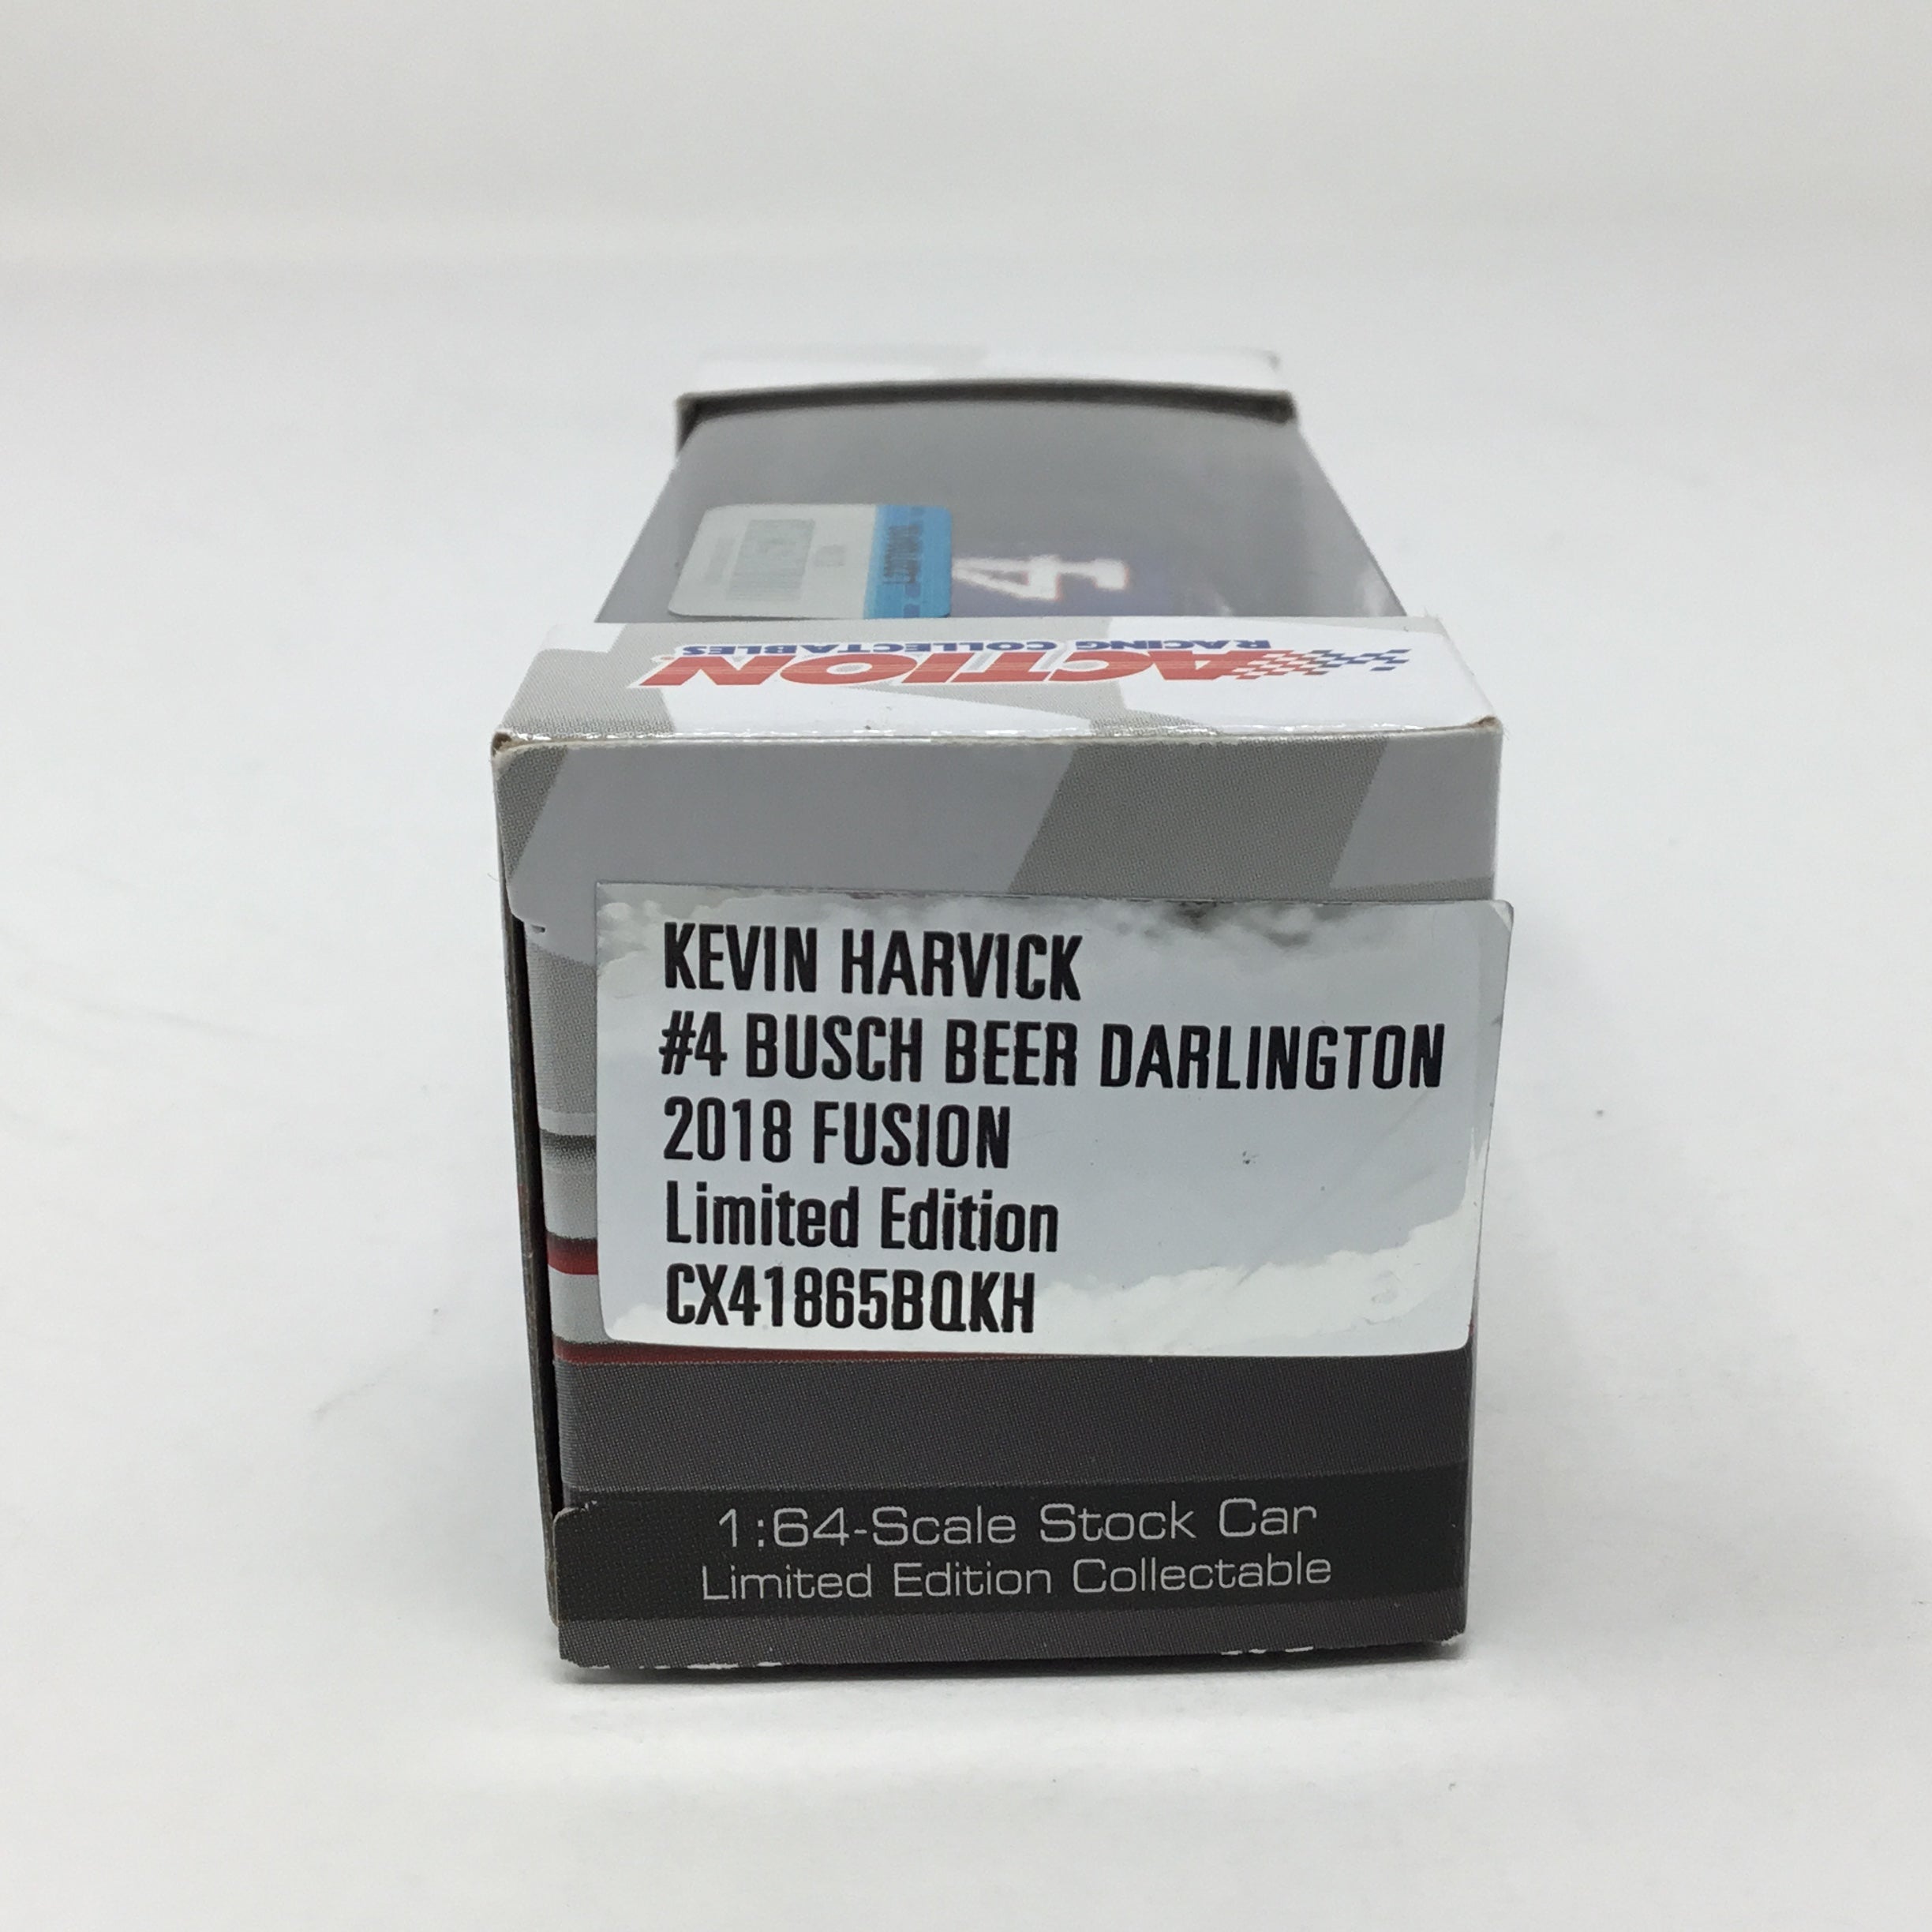 4
ACTION
RACING COLLECTABLES
KEVIN HARVICK
#4 BUSCH BEER DARLINGTON
2018 FUSION
Limited Edition
CX41865BQKH
1:64-Scale Stock Car
Limited Edition Collectable